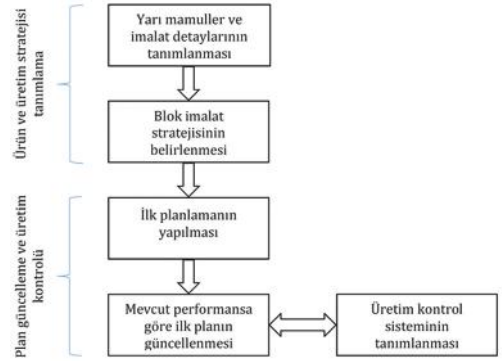 Ürün ve üretim stratejisi
tanımlama
Yarı mamuller ve
imalat detaylarının
tanımlanması
Blok imalat
stratejisinin
belirlenmesi
Plan güncelleme ve üretim
kontrolü
İlk planlamanın
yapılması
Mevcut performansa
göre ilk planın
güncellenmesi
Üretim kontrol
sisteminin
tanımlanması